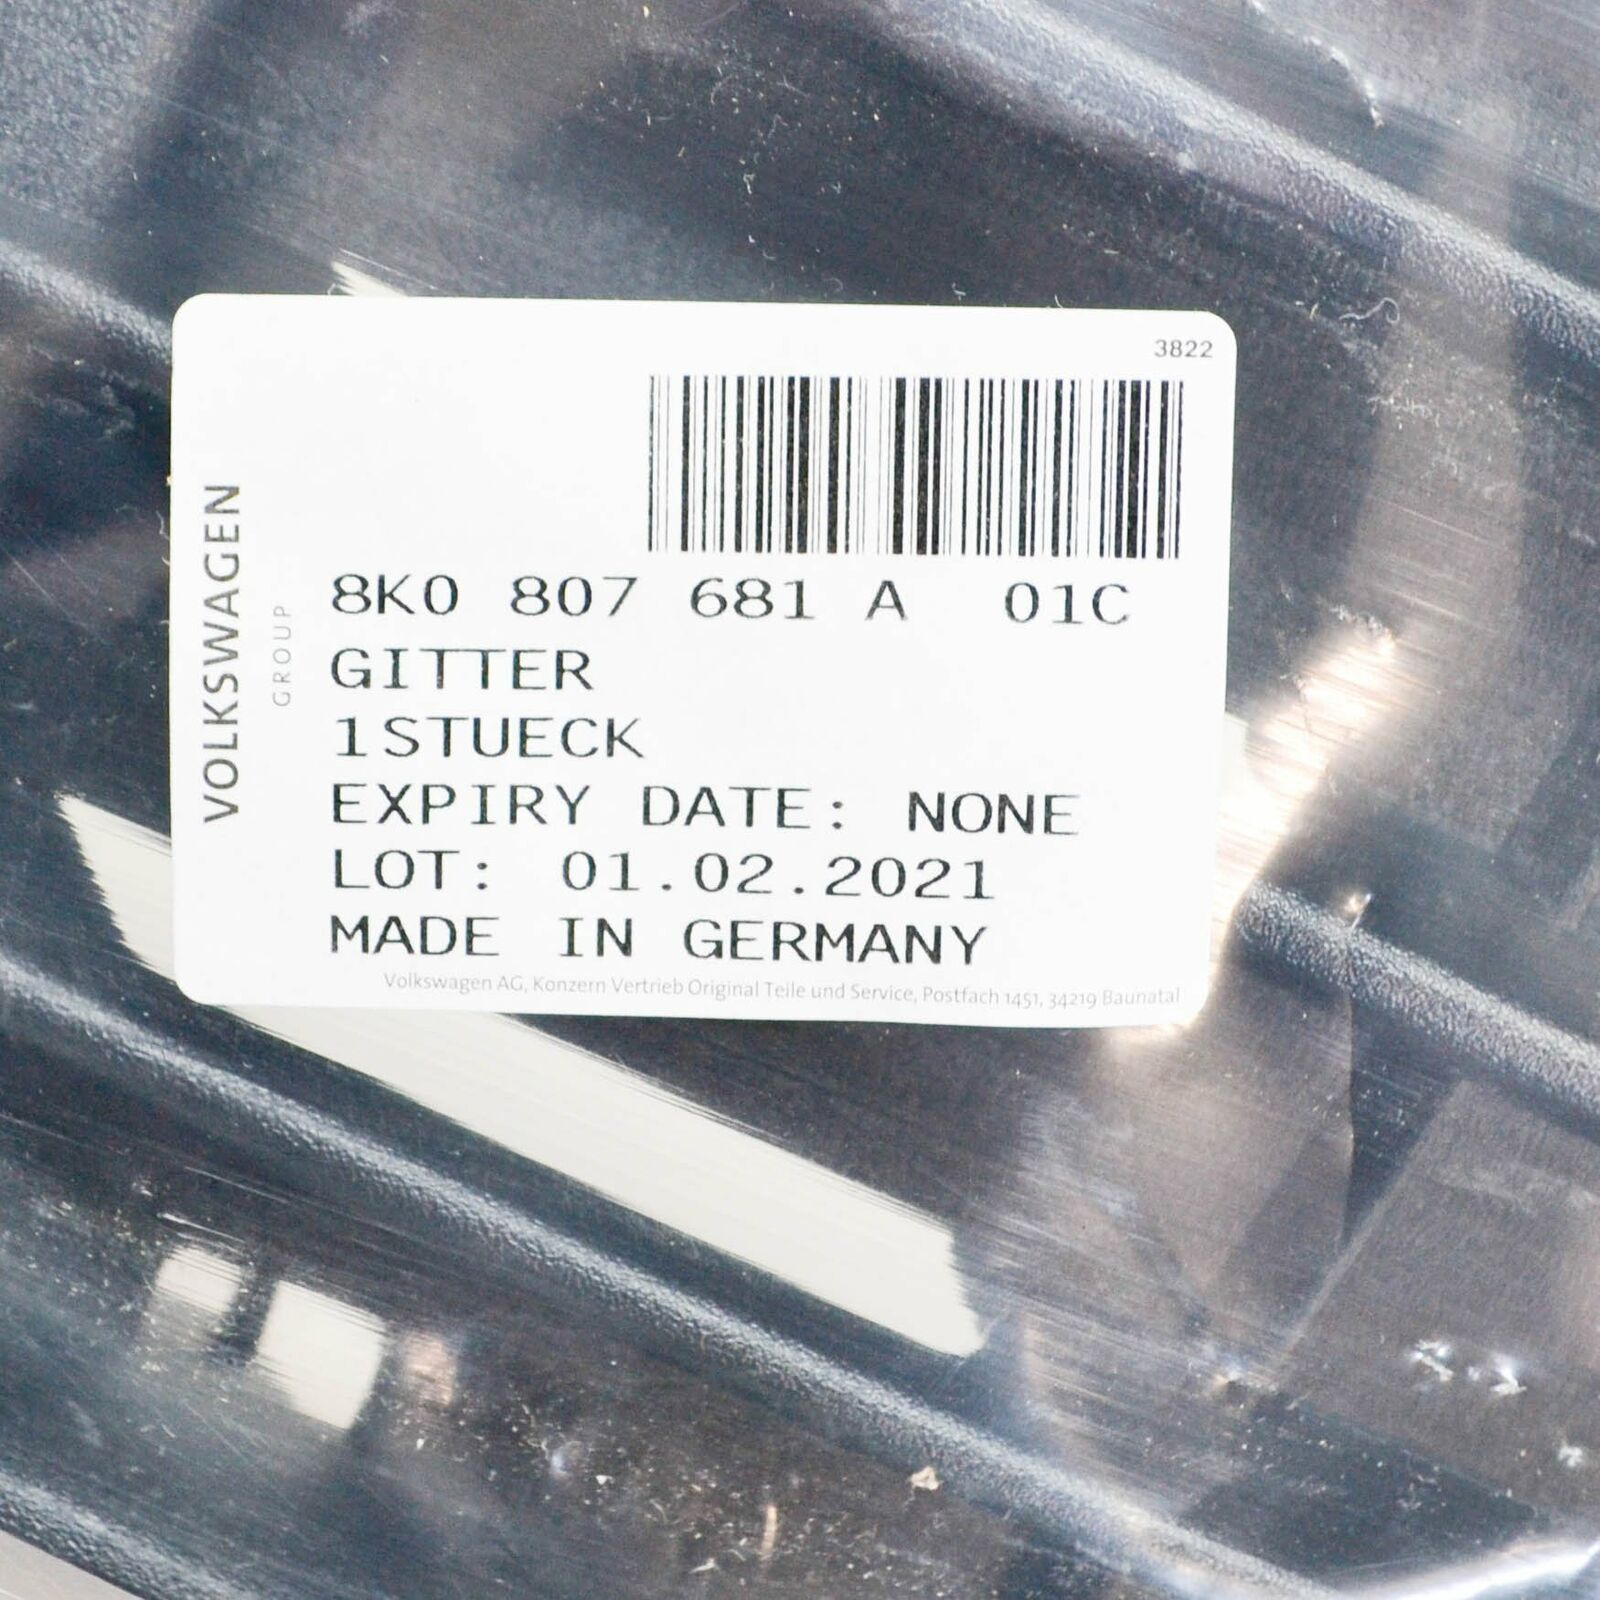 3822
VOLKSWAGEN
GROUP
8K0 807 681 A 01C
GITTER
1STUECK
EXPIRY DATE: NONE
LOT: 01.02.2021
MADE IN GERMANY
Volkswagen AG, Konzern Vertrieb Original Teile und Service, Postfach 1451, 34219 Baunatal